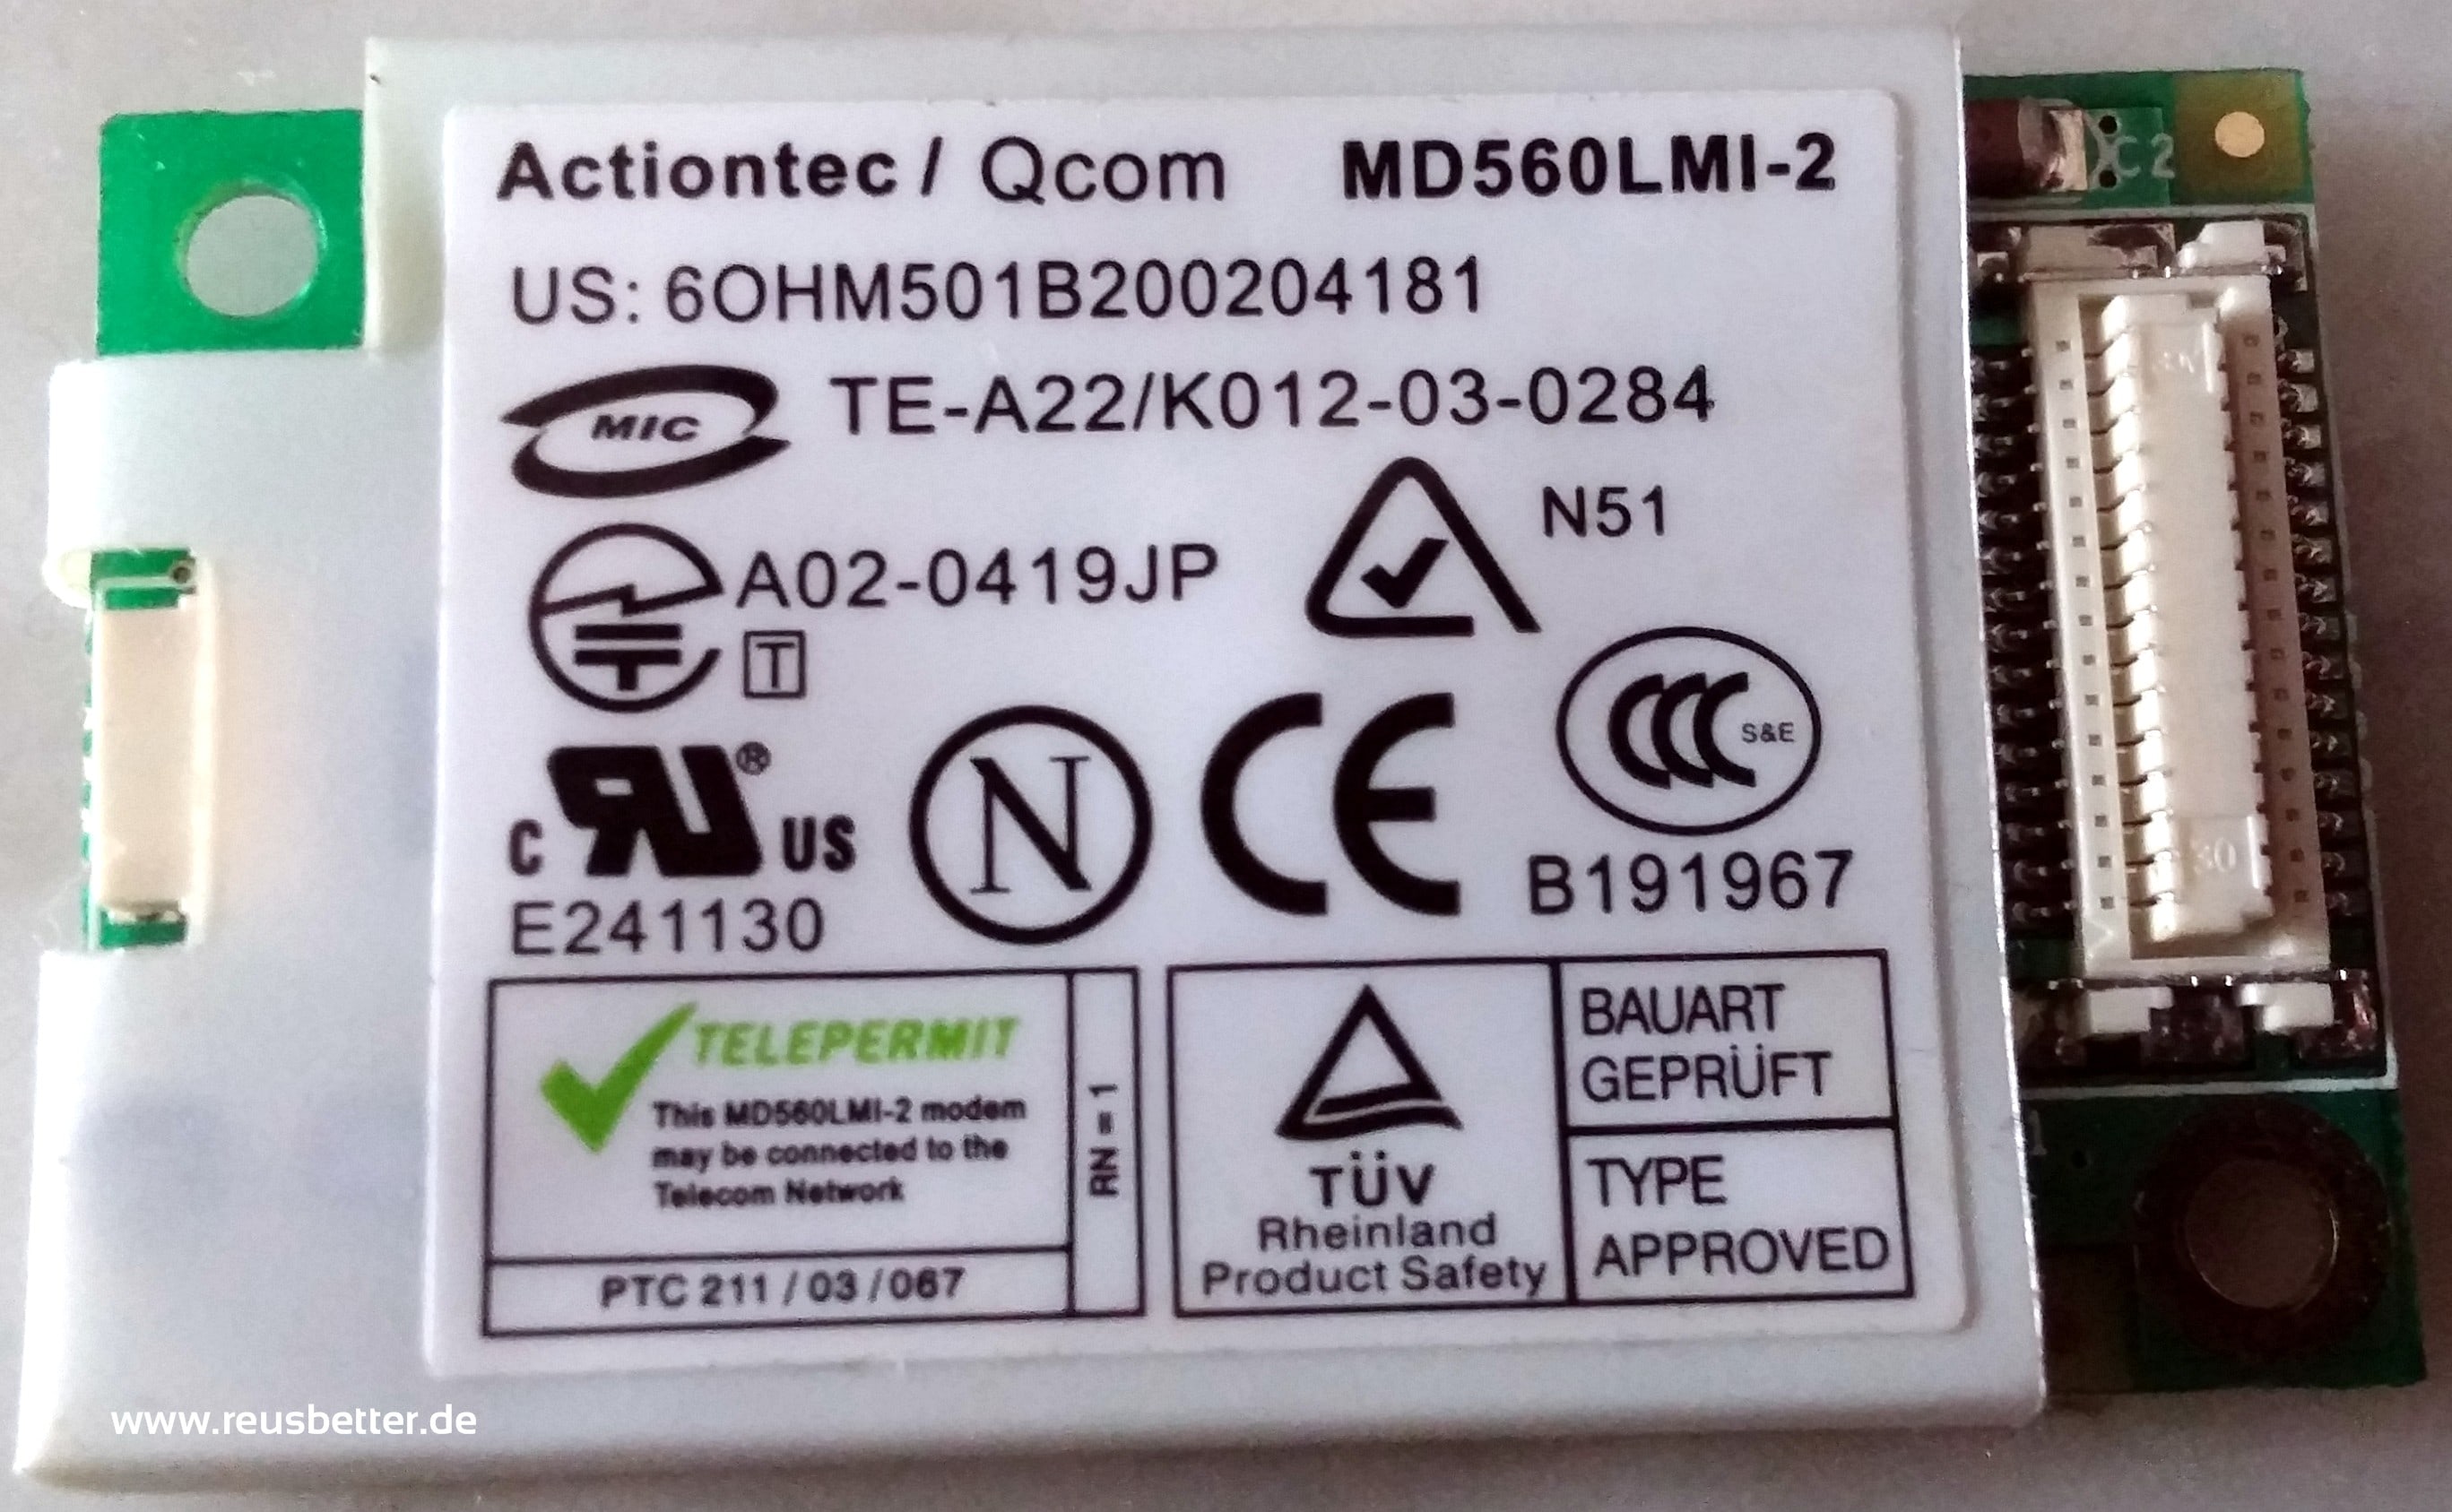 Actiontec / Qcom MD560LMI-2
US: 6OHM501B200204181
MIC TE-A22/K012-03-0284
N51
A02-0419JP
T
S&E
C RU® US
N
CE
E241130
B191967
TELEPERMIT
This MD560LMI-2 modem
may be connected to the
Telecom Network
RN = 1
PTC 211 / 03 / 067
TÜV
Rheinland
Product Safety
BAUART
GEPRÜFT
TYPE
APPROVED
C2
30
www.reusbetter.de